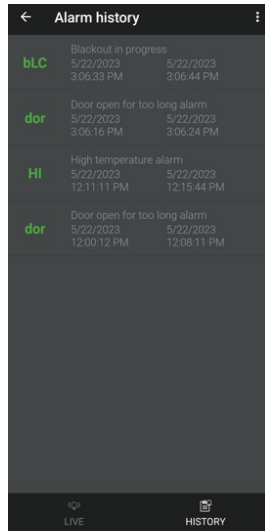 Alarm history
Blackout in progress
bLC 5/22/2023 5/22/2023
3:06:33 PM 3:06:44 PM
Door open for too long alarm
dor 5/22/2023 5/22/2023
3:06:16 PM 3:06:24 PM
High temperature alarm
HI 5/22/2023 5/22/2023
12:11:11 PM 12:15:44 PM
Door open for too long alarm
dor 5/22/2023 5/22/2023
12:00:12 PM 12:08:11 PM
LIVE HISTORY